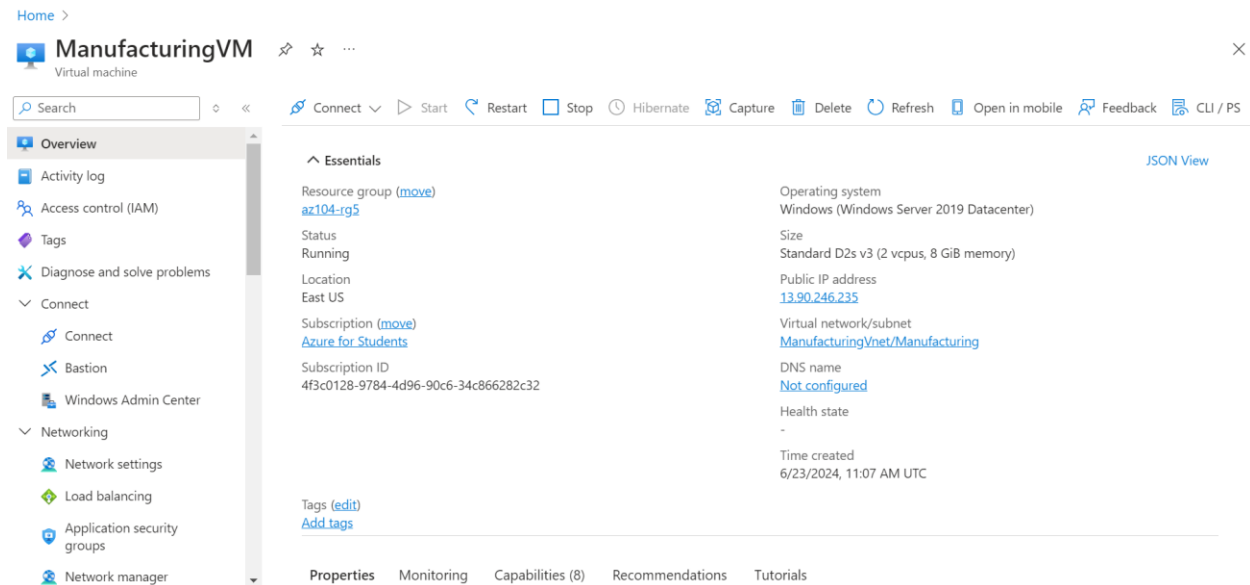 Home >
ManufacturingVM
Virtual machine
Search
Connect Start Restart Stop Hibernate Capture Delete Refresh Open in mobile Feedback CLI / PS
Overview
Activity log
Access control (IAM)
Tags
Diagnose and solve problems
Connect
Connect
Bastion
Windows Admin Center
Networking
Network settings
Load balancing
Application security
groups
Network manager
Essentials
JSON View
Resource group (move)
az104-rg5
Status
Running
Location
East US
Subscription (move)
Azure for Students
Subscription ID
4f3c0128-9784-4d96-90c6-34c866282c32
Operating system
Windows (Windows Server 2019 Datacenter)
Size
Standard D2s v3 (2 vcpus, 8 GiB memory)
Public IP address
13.90.246.235
Virtual network/subnet
ManufacturingVnet/Manufacturing
DNS name
Not configured
Health state
-
Time created
6/23/2024, 11:07 AM UTC
Tags (edit)
Add tags
Properties Monitoring Capabilities (8) Recommendations Tutorials